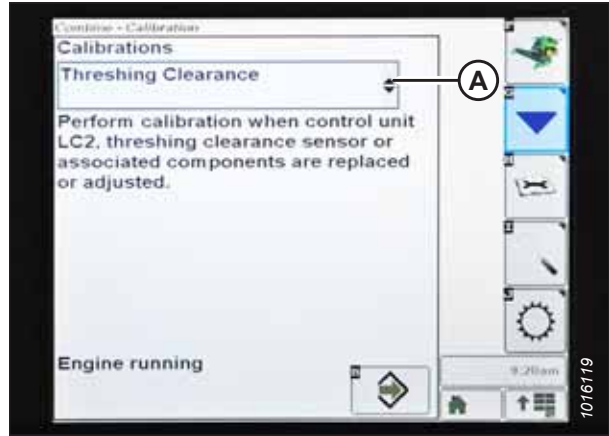 Combine - Calibration
Calibrations
Threshing Clearance
A
Perform calibration when control unit
LC2, threshing clearance sensor or
associated components are replaced
or adjusted.
Engine running
9:20am
1016119